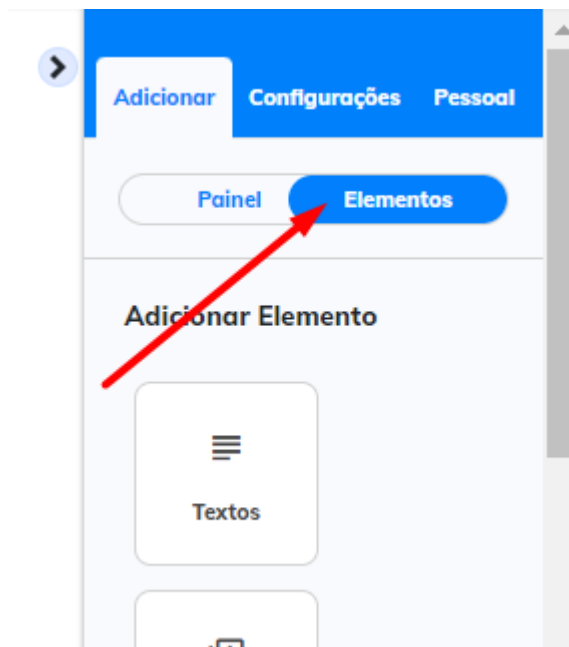 Adicionar Configurações Pessoal
Painel Elementos
Adicionar Elemento
Textos